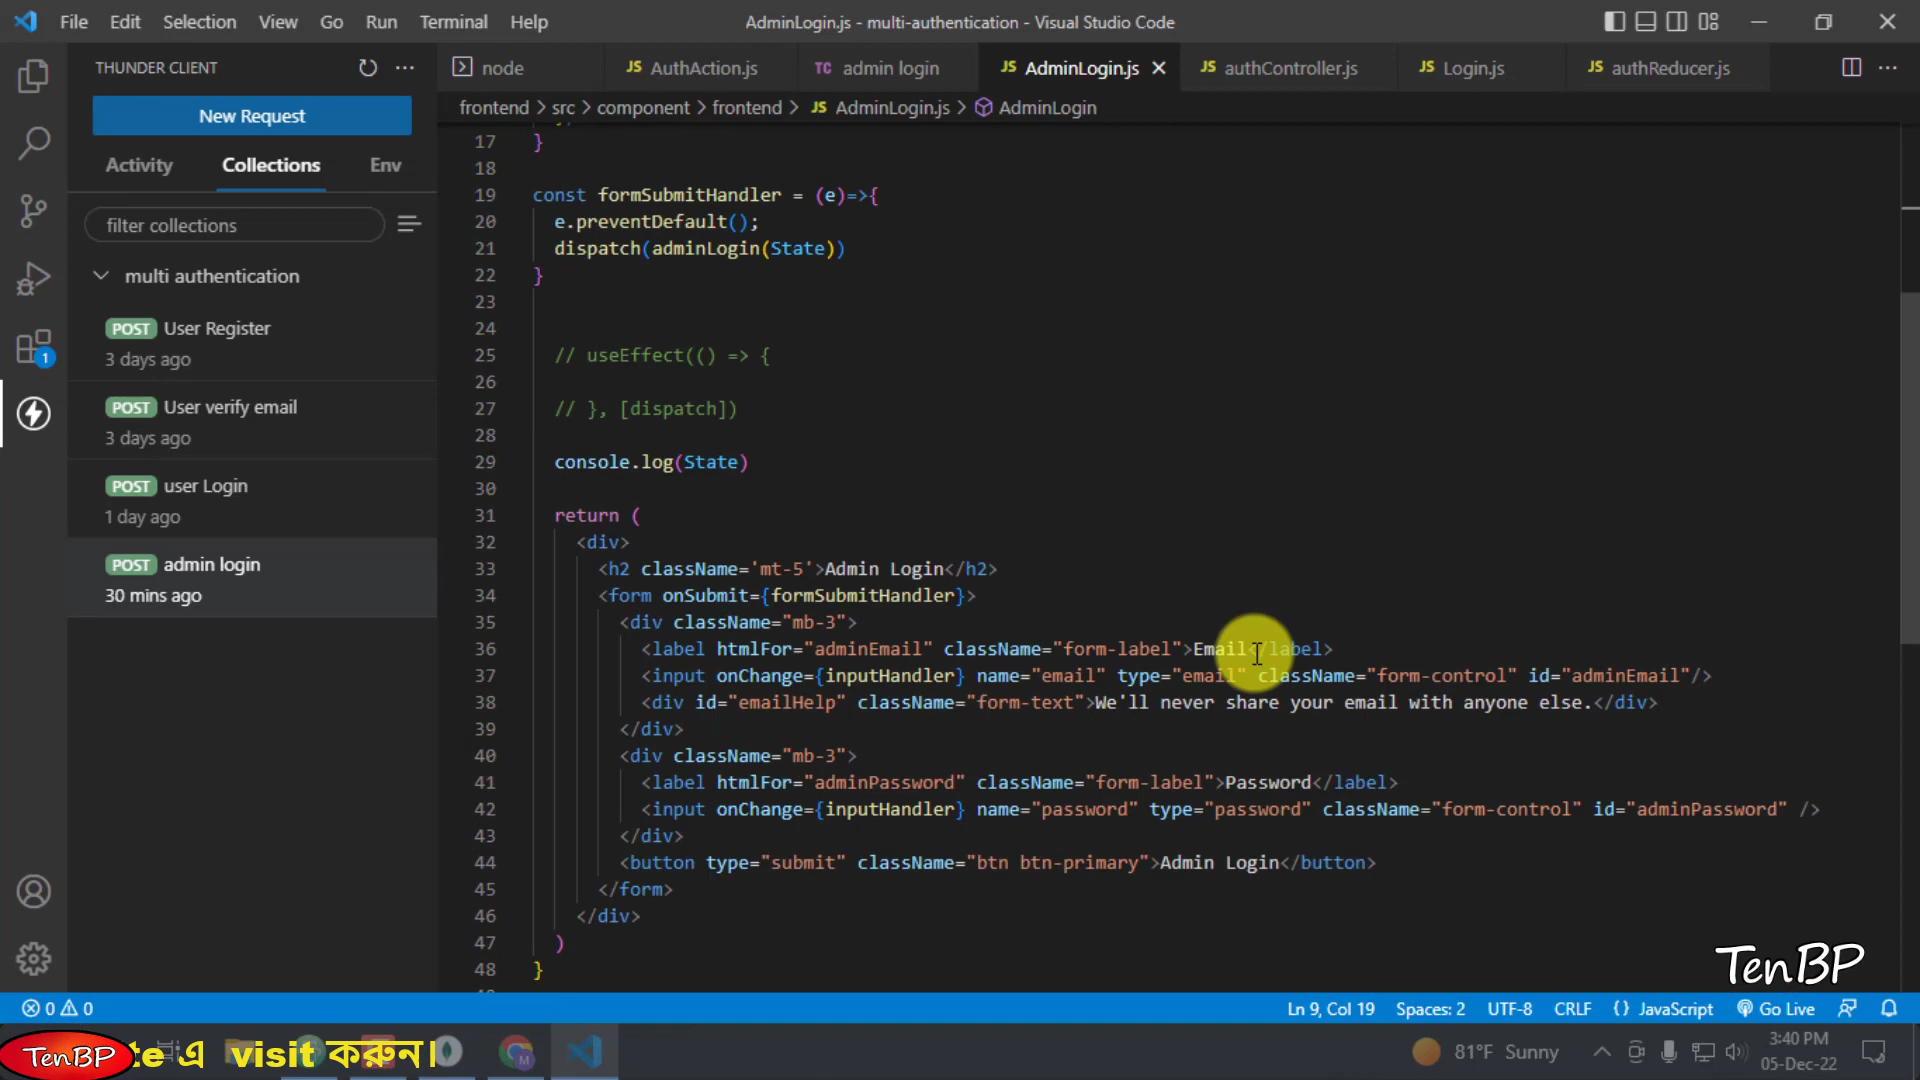 File Edit Selection View Go Run Terminal Help
AdminLogin.js - multi-authentication - Visual Studio Code
THUNDER CLIENT
New Request
Activity Collections Env
filter collections
multi authentication
POST User Register
3 days ago
POST User verify email
3 days ago
POST user Login
1 day ago
POST admin login
30 mins ago
node JS AuthAction.js TC admin login JS AdminLogin.js JS authController.js JS Login.js JS authReducer.js
frontend > src > component > frontend > JS AdminLogin.js > AdminLogin
17 }
18
19 const formSubmitHandler = (e)=>{
20 e.preventDefault();
21 dispatch(adminLogin(State))
22 }
23
24
25 // useEffect(() => {
26
27 // }, [dispatch])
28
29 console.log(State)
30
31 return (
32 <div>
33 <h2 className='mt-5'>Admin Login</h2>
34 <form onSubmit={formSubmitHandler}>
35 <div className="mb-3">
36 <label htmlFor="adminEmail" className="form-label">Email</label>
37 <input onChange={inputHandler} name="email" type="email" className="form-control" id="adminEmail"/>
38 <div id="emailHelp" className="form-text">We'll never share your email with anyone else.</div>
39 </div>
40 <div className="mb-3">
41 <label htmlFor="adminPassword" className="form-label">Password</label>
42 <input onChange={inputHandler} name="password" type="password" className="form-control" id="adminPassword" />
43 </div>
44 <button type="submit" className="btn btn-primary">Admin Login</button>
45 </form>
46 </div>
47 )
48 }
1
TenBP
0 0
Ln 9, Col 19 Spaces: 2 UTF-8 CRLF {} JavaScript Go Live
TenBP te এ visit করুন।
M
81°F Sunny
3:40 PM
05-Dec-22